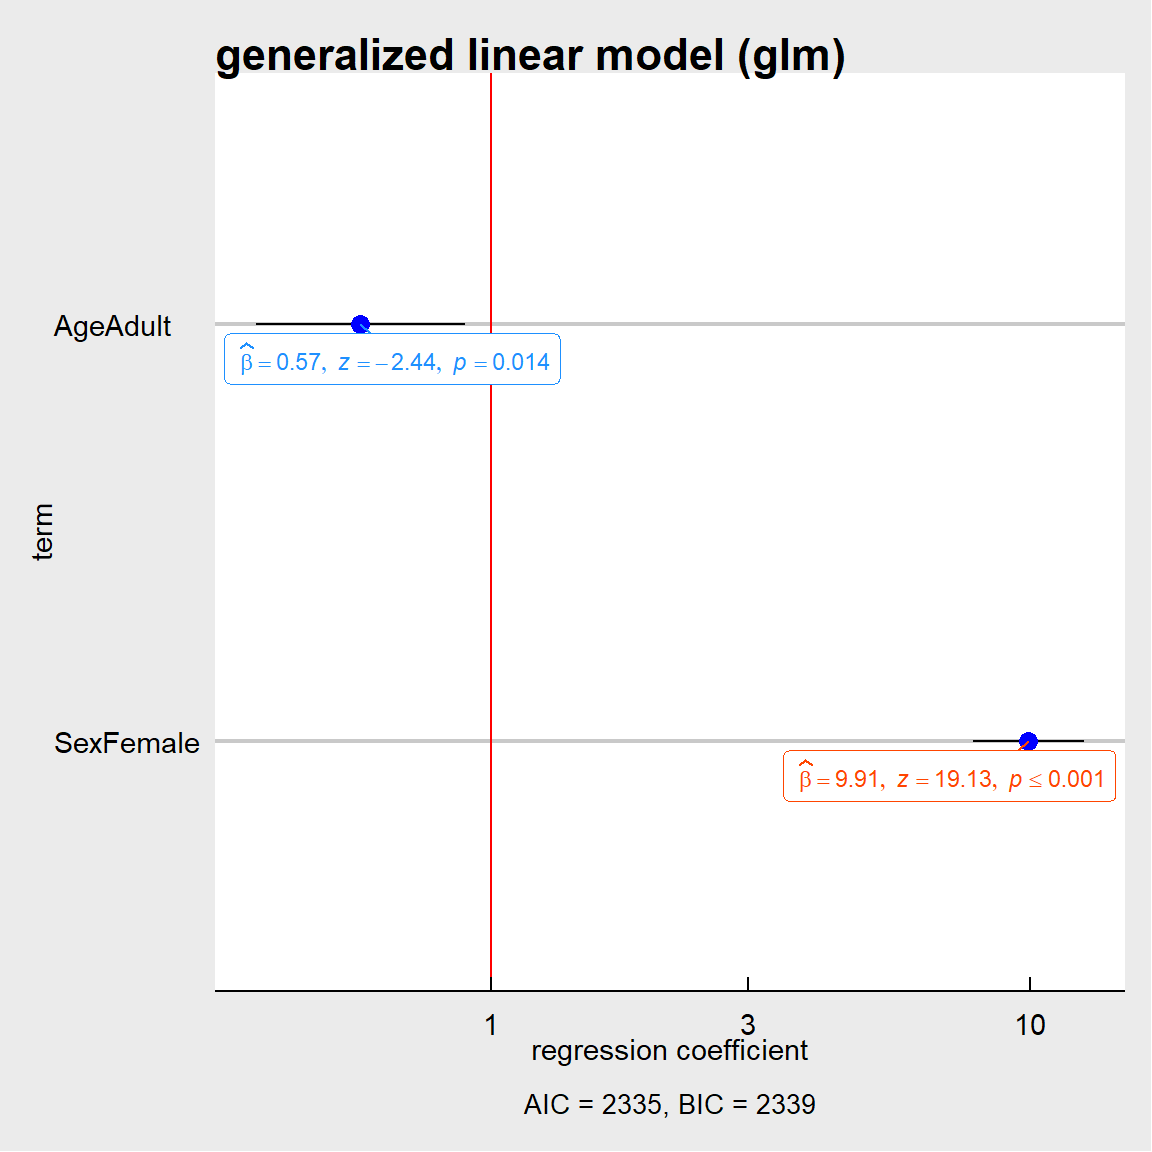 generalized linear model (glm)
AgeAdult
β̂ = 0.57, z = −2.44, p = 0.014
term
SexFemale
β̂ = 9.91, z = 19.13, p ≤ 0.001
1 3 10
regression coefficient
AIC = 2335, BIC = 2339